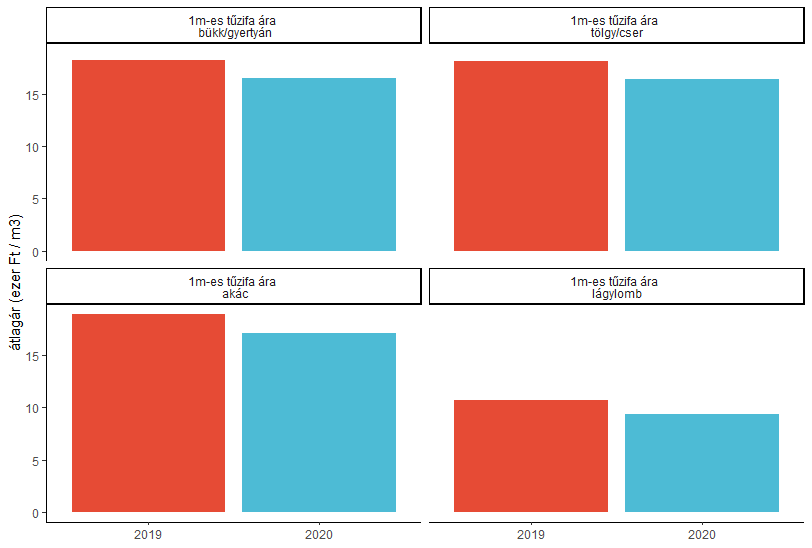 1m-es tűzifa ára
bükk/gyertyán
1m-es tűzifa ára
tölgy/cser
15
10
5
0
átlagár (ezer Ft / m3)
1m-es tűzifa ára
akác
1m-es tűzifa ára
lágylomb
15
10
5
0
2019
2020
2019
2020